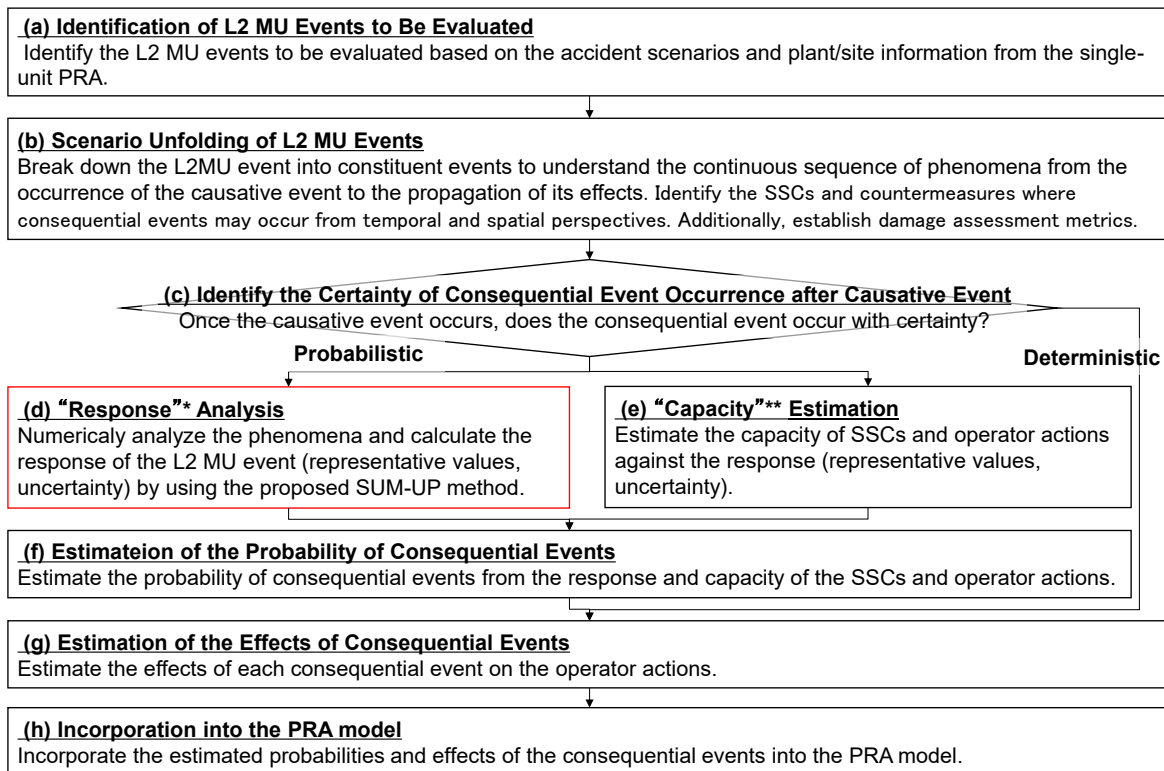 (a) Identification of L2 MU Events to Be Evaluated
Identify the L2 MU events to be evaluated based on the accident scenarios and plant/site information from the single-
unit PRA.
(b) Scenario Unfolding of L2 MU Events
Break down the L2MU event into constituent events to understand the continuous sequence of phenomena from the
occurrence of the causative event to the propagation of its effects. Identify the SSCs and countermeasures where
consequential events may occur from temporal and spatial perspectives. Additionally, establish damage assessment metrics.
(c) Identify the Certainty of Consequential Event Occurrence after Causative Event
Once the causative event occurs, does the consequential event occur with certainty?
Probabilistic
Deterministic
(d) “Response”* Analysis
Numericaly analyze the phenomena and calculate the
response of the L2 MU event (representative values,
uncertainty) by using the proposed SUM-UP method.
(e) “Capacity”** Estimation
Estimate the capacity of SSCs and operator actions
against the response (representative values,
uncertainty).
(f) Estimateion of the Probability of Consequential Events
Estimate the probability of consequential events from the response and capacity of the SSCs and operator actions.
(g) Estimation of the Effects of Consequential Events
Estimate the effects of each consequential event on the operator actions.
(h) Incorporation into the PRA model
Incorporate the estimated probabilities and effects of the consequential events into the PRA model.